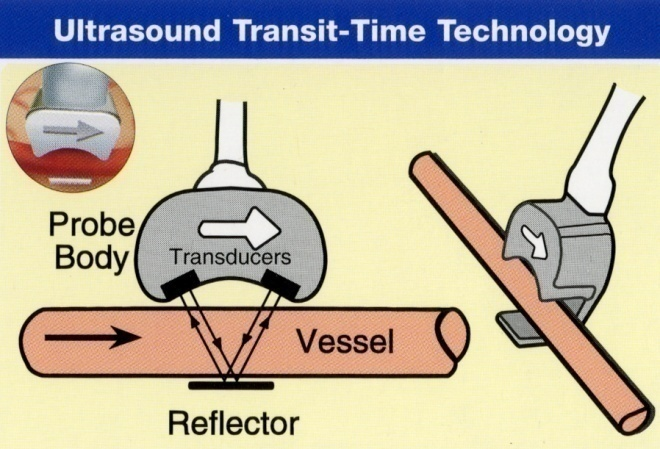 Ultrasound Transit-Time Technology
Probe
Body
Transducers
Vessel
Reflector